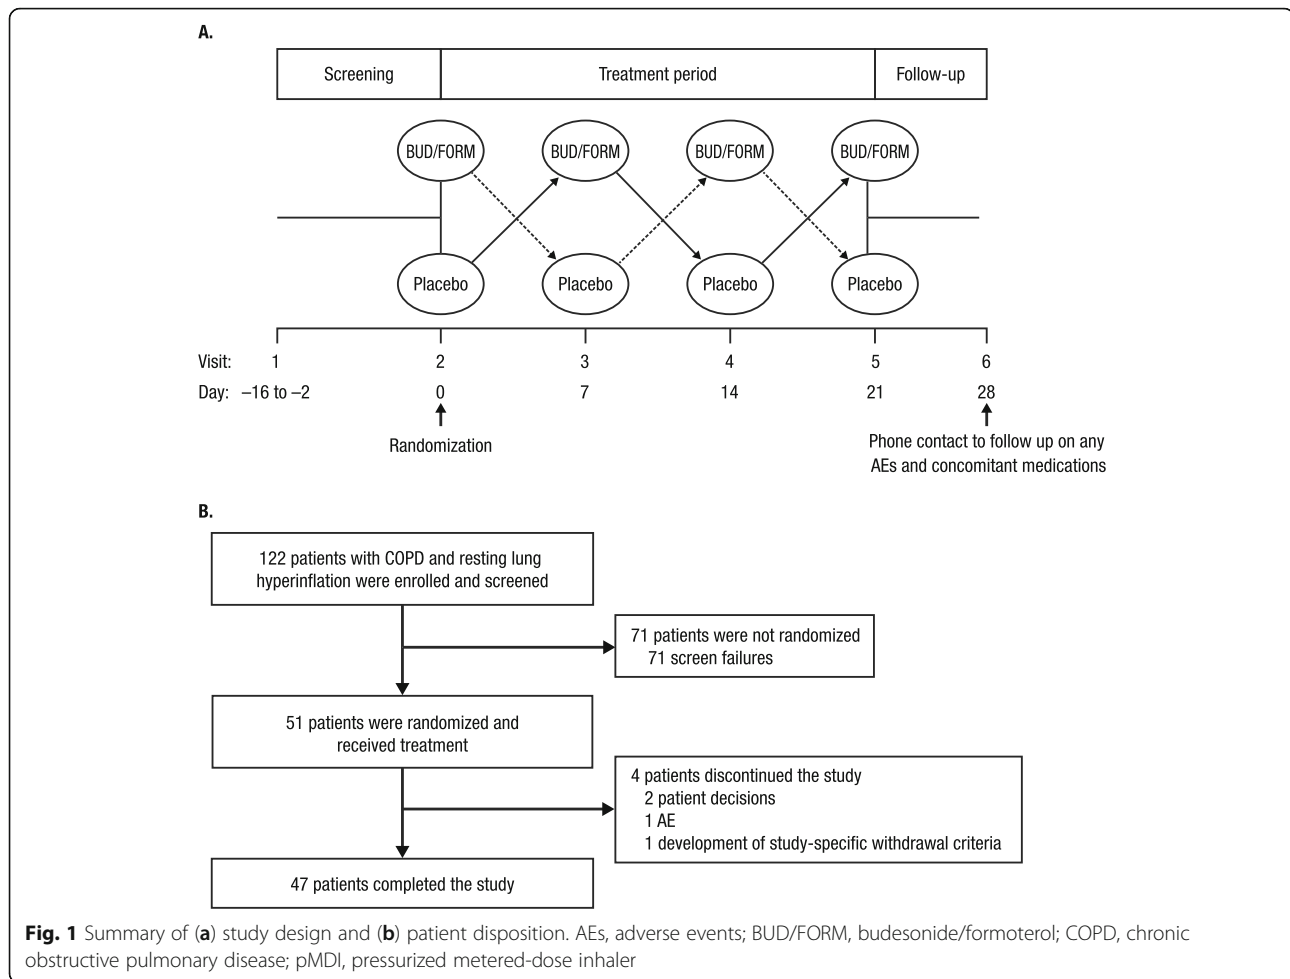 A.
Screening Treatment period Follow-up
BUD/FORM BUD/FORM BUD/FORM BUD/FORM
Placebo Placebo Placebo Placebo
Visit: 1 2 3 4 5 6
Day: –16 to –2 0 7 14 21 28
Randomization
Phone contact to follow up on any
AEs and concomitant medications
B.
122 patients with COPD and resting lung
hyperinflation were enrolled and screened
71 patients were not randomized
71 screen failures
51 patients were randomized and
received treatment
4 patients discontinued the study
2 patient decisions
1 AE
1 development of study-specific withdrawal criteria
47 patients completed the study
Fig. 1 Summary of (a) study design and (b) patient disposition. AEs, adverse events; BUD/FORM, budesonide/formoterol; COPD, chronic
obstructive pulmonary disease; pMDI, pressurized metered-dose inhaler